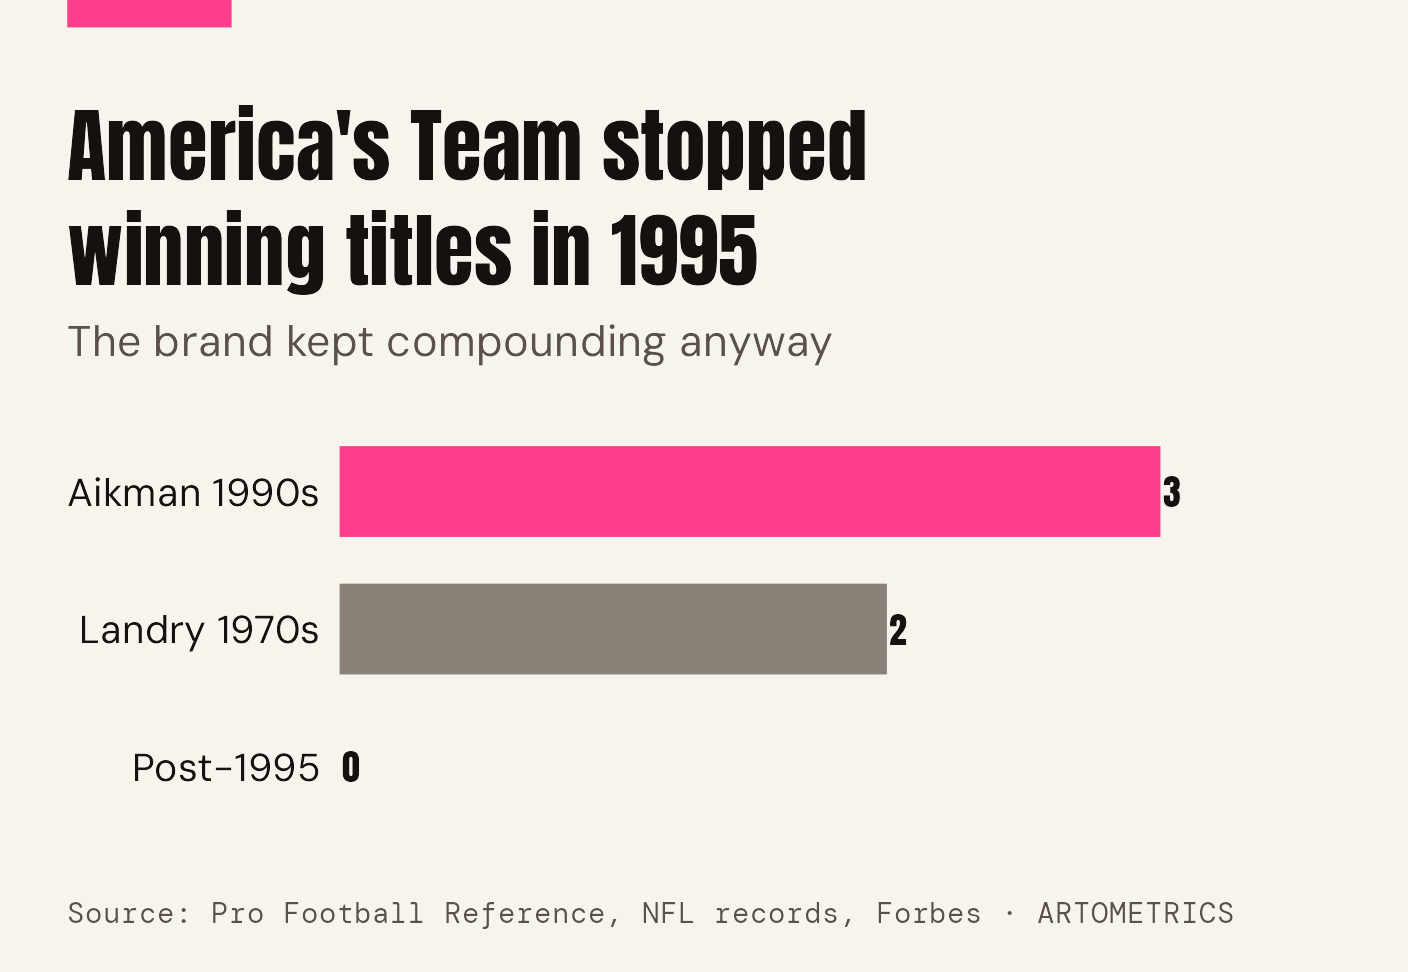 America's Team stopped
winning titles in 1995
The brand kept compounding anyway
Aikman 1990s 3
Landry 1970s 2
Post-1995 0
Source: Pro Football Reference, NFL records, Forbes · ARTOMETRICS